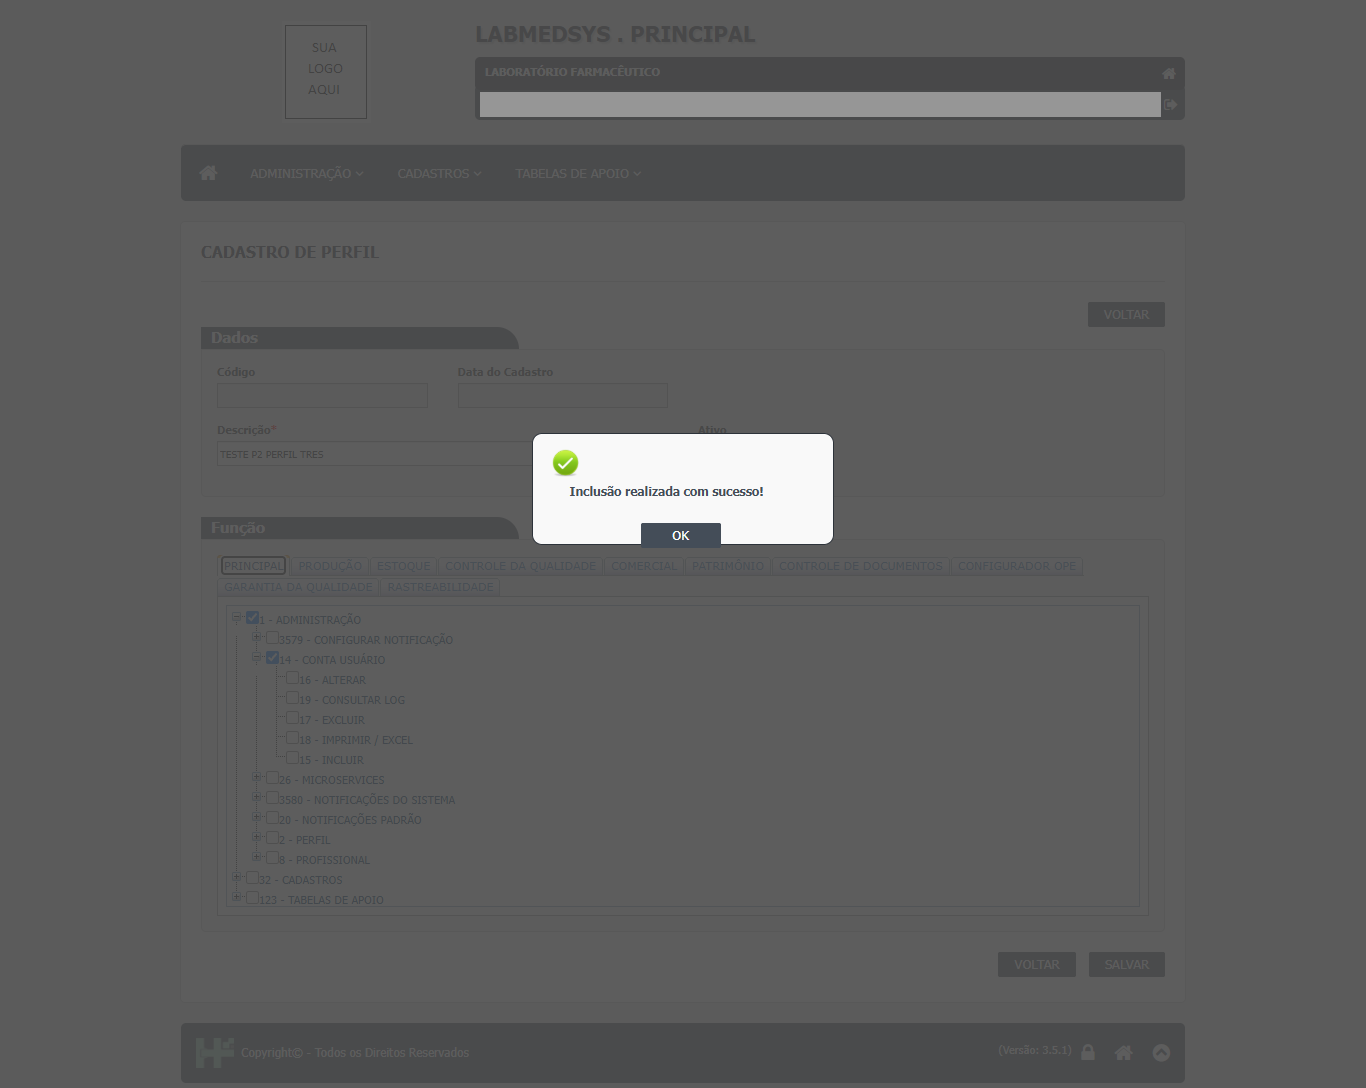 SUA
LOGO
AQUI
LABMEDSYS . PRINCIPAL
LABORATÓRIO FARMACÊUTICO
ADMINISTRAÇÃO
CADASTROS
TABELAS DE APOIO
CADASTRO DE PERFIL
VOLTAR
Dados
Código
Data do Cadastro
Descrição*
Ativo
TESTE P2 PERFIL TRES
Inclusão realizada com sucesso!
OK
Função
PRINCIPAL
PRODUÇÃO
ESTOQUE
CONTROLE DA QUALIDADE
COMERCIAL
PATRIMÔNIO
CONTROLE DE DOCUMENTOS
CONFIGURADOR OPE
GARANTIA DA QUALIDADE
RASTREABILIDADE
1 - ADMINISTRAÇÃO
3579 - CONFIGURAR NOTIFICAÇÃO
14 - CONTA USUÁRIO
16 - ALTERAR
19 - CONSULTAR LOG
17 - EXCLUIR
18 - IMPRIMIR / EXCEL
15 - INCLUIR
26 - MICROSERVICES
3580 - NOTIFICAÇÕES DO SISTEMA
20 - NOTIFICAÇÕES PADRÃO
2 - PERFIL
8 - PROFISSIONAL
32 - CADASTROS
123 - TABELAS DE APOIO
VOLTAR
SALVAR
Copyright© - Todos os Direitos Reservados
(Versão: 3.5.1)